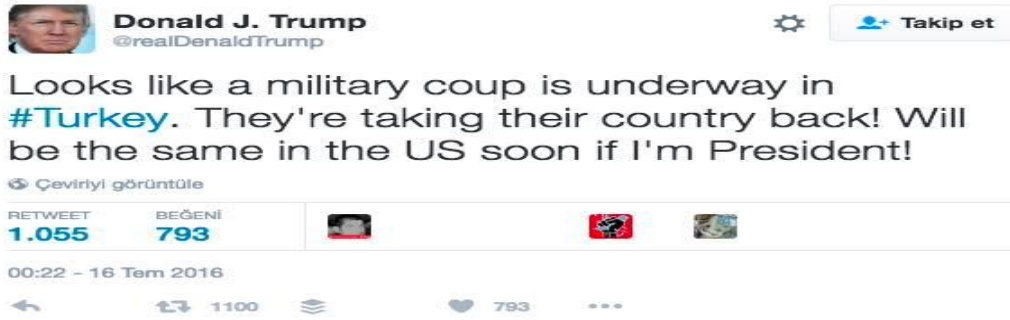 Donald J. Trump
@realDenaldTrump
Takip et
Looks like a military coup is underway in
#Turkey. They're taking their country back! Will
be the same in the US soon if I'm President!
Çeviriyi görüntüle
RETWEET BEĞENİ
1.055 793
00:22 - 16 Tem 2016
1100 793